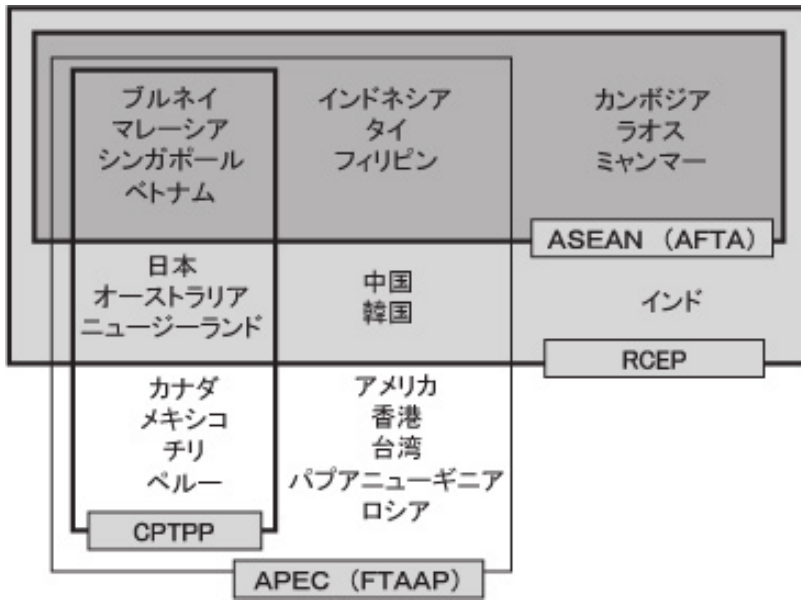 ブルネイ
マレーシア
シンガポール
ベトナム
インドネシア
タイ
フィリピン
カンボジア
ラオス
ミャンマー
ASEAN (AFTA)
日本
オーストラリア
ニュージーランド
中国
韓国
インド
RCEP
カナダ
メキシコ
チリ
ペルー
アメリカ
香港
台湾
パプアニューギニア
ロシア
CPTPP
APEC (FTAAP)